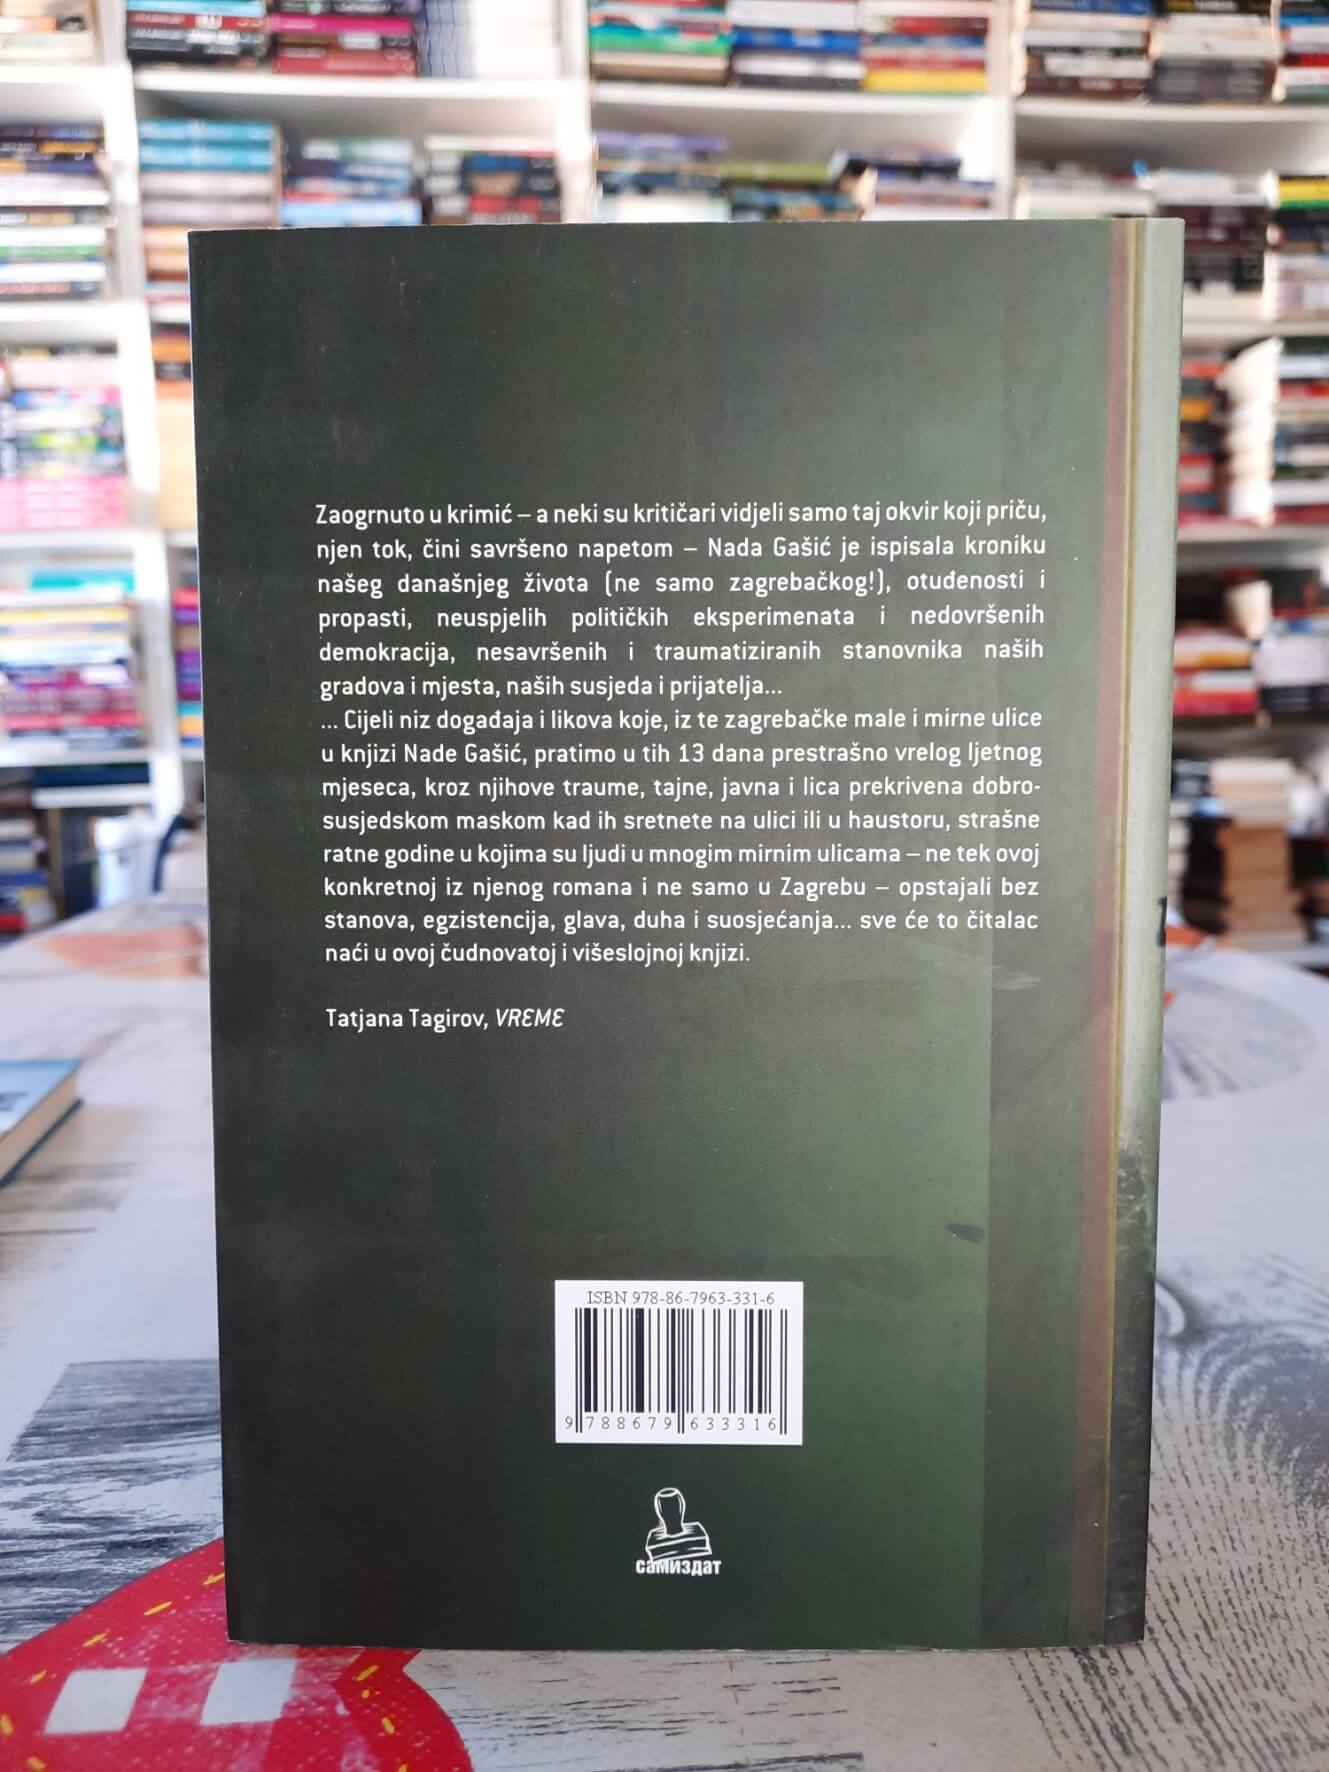 Zaogrnuto u krimić – a neki su kritičari vidjeli samo taj okvir koji priču,
njen tok, čini savršeno napetom – Nada Gašić je ispisala kroniku
našeg današnjeg života (ne samo zagrebačkog!), otuđenosti i
propasti, neuspjelih političkih eksperimenata i nedovršenih
demokracija, nesavršenih i traumatiziranih stanovnika naših
gradova i mjesta, naših susjeda i prijatelja...
... Cijeli niz događaja i likova koje, iz te zagrebačke male i mirne ulice
u knjizi Nade Gašić, pratimo u tih 13 dana prestrašno vrelog ljetnog
mjeseca, kroz njihove traume, tajne, javna i lica prekrivena dobro-
susjedskom maskom kad ih sretnete na ulici ili u haustoru, strašne
ratne godine u kojima su ljudi u mnogim mirnim ulicama – ne tek ovoj
konkretnoj iz njenog romana i ne samo u Zagrebu – opstajali bez
stanova, egzistencija, glava, duha i suosjećanja... sve će to čitalac
naći u ovoj čudnovatoj i višeslojnoj knjizi.
Tatjana Tagirov, VREME
ISBN 978-86-7963-331-6
9 788679 633316
самиздат